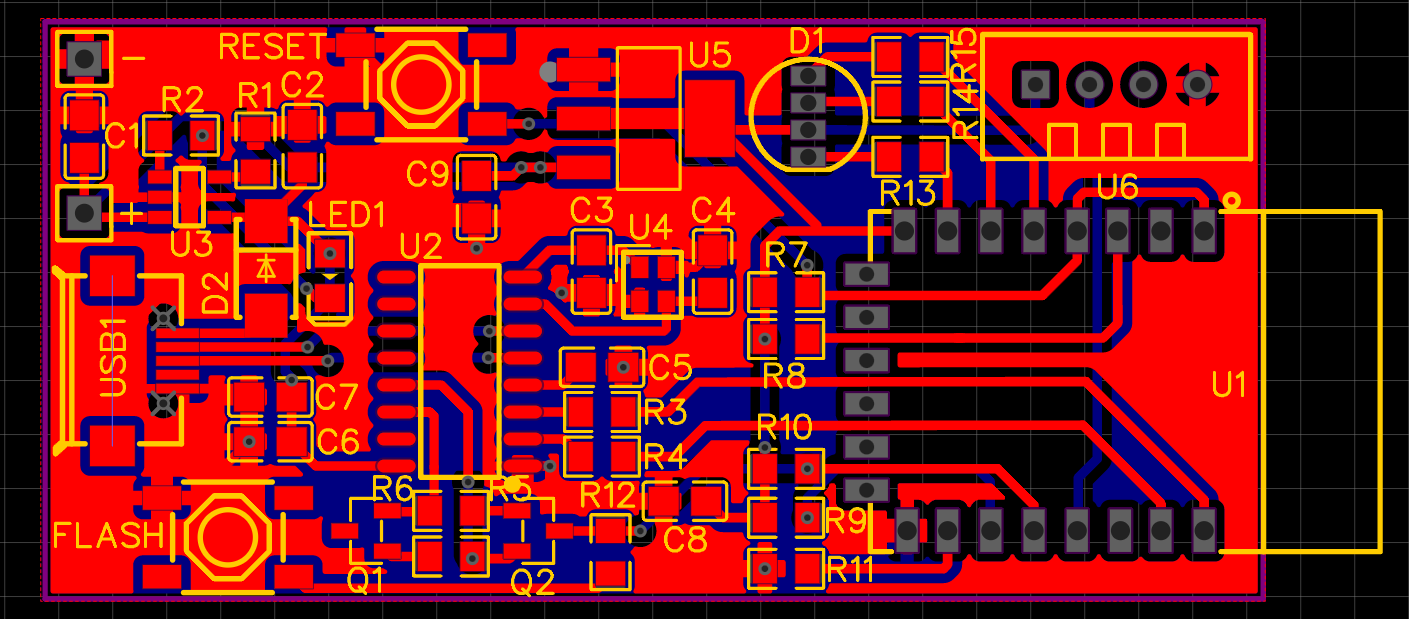 RESET
−
D1
R15
U5
C2
R1
R2
R14
C1
C9
R13
U6
+
LED1
C3
U4
C4
U3
U2
R7
D2
USB1
C5
R8
U1
C7
R3
R10
C6
R4
R6
R5
R12
R9
FLASH
C8
R11
Q1
Q2